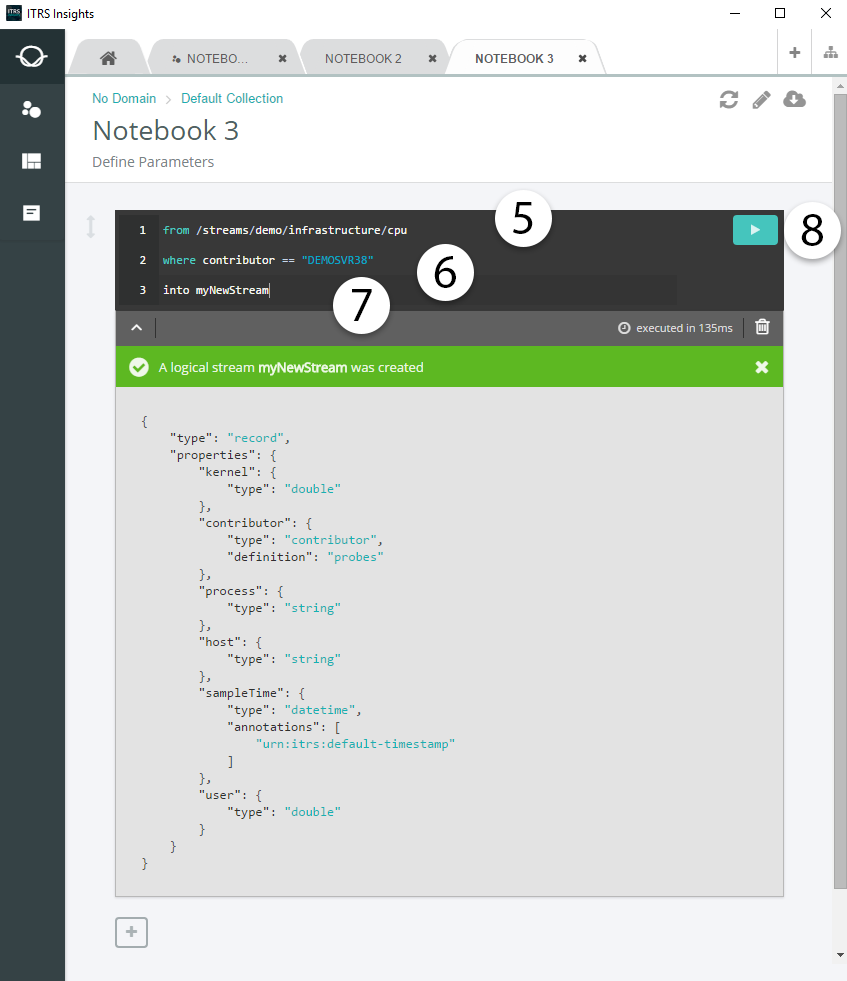 ITRS Insights
NOTEBO...
NOTEBOOK 2
NOTEBOOK 3
No Domain > Default Collection
Notebook 3
Define Parameters
5
8
1 from /streams/demo/infrastructure/cpu
6
2 where contributor == "DEMOSVR38"
7
3 into myNewStream
executed in 135ms
A logical stream myNewStream was created
{
"type": "record",
"properties": {
"kernel": {
"type": "double"
},
"contributor": {
"type": "contributor",
"definition": "probes"
},
"process": {
"type": "string"
},
"host": {
"type": "string"
},
"sampleTime": {
"type": "datetime",
"annotations": [
"urn:itrs:default-timestamp"
]
},
"user": {
"type": "double"
}
}
}